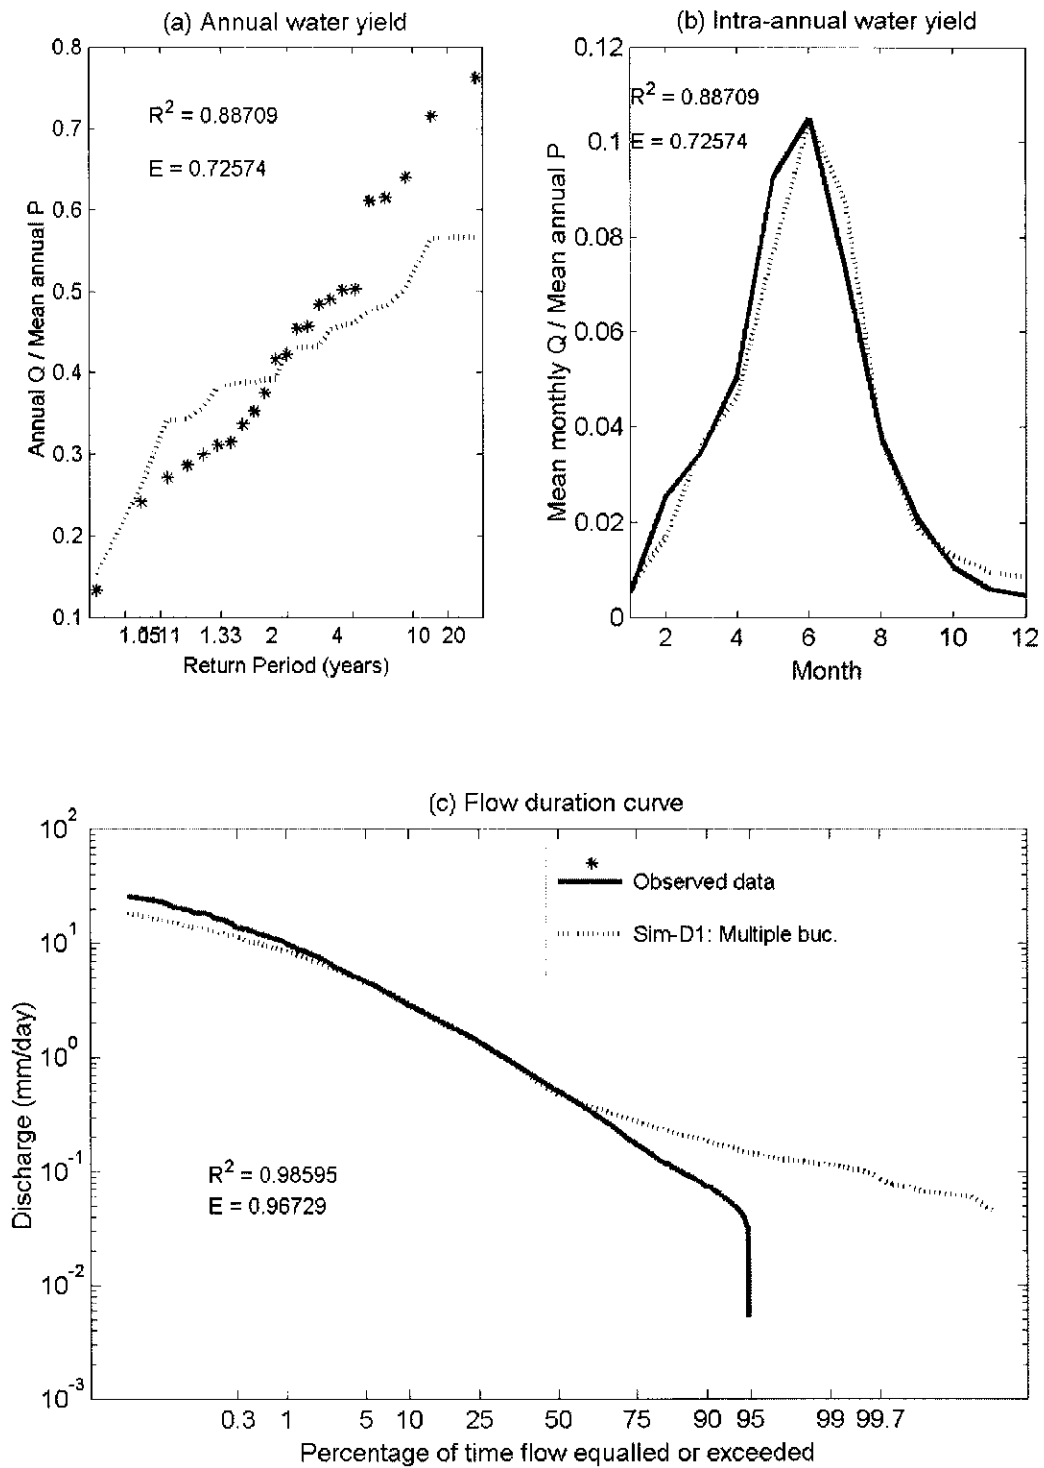 (a) Annual water yield
0.8
0.7
0.6
0.5
0.4
0.3
0.2
0.1
Annual Q / Mean annual P
R² = 0.88709
E = 0.72574
1.05 1.11 1.33 2 4 10 20
Return Period (years)
(b) Intra-annual water yield
0.12
0.1
0.08
0.06
0.04
0.02
0
Mean monthly Q / Mean annual P
R² = 0.88709
E = 0.72574
2 4 6 8 10 12
Month
(c) Flow duration curve
10²
10¹
10⁰
10⁻¹
10⁻²
10⁻³
Discharge (mm/day)
Observed data
Sim-D1: Multiple buc.
R² = 0.98595
E = 0.96729
0.3 1 5 10 25 50 75 90 95 99 99.7
Percentage of time flow equalled or exceeded